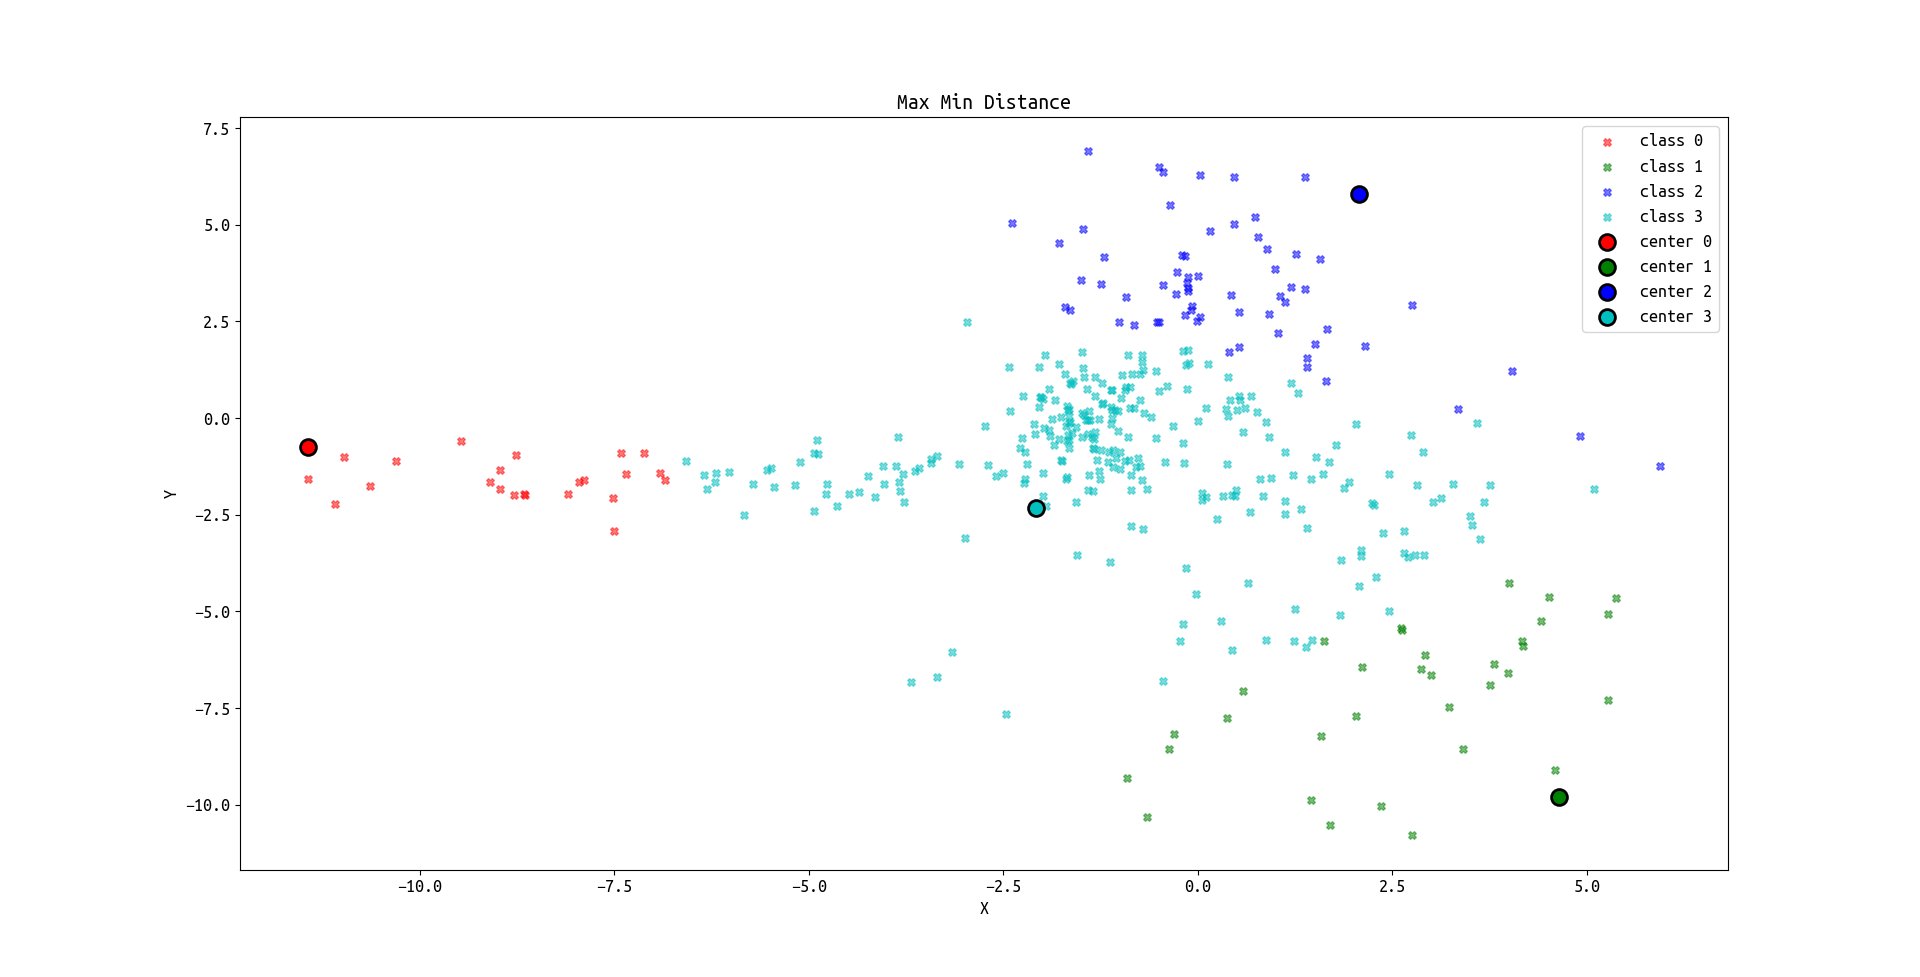 Max Min Distance
7.5
5.0
2.5
0.0
−2.5
−5.0
−7.5
−10.0
Y
class 0
class 1
class 2
class 3
center 0
center 1
center 2
center 3
−10.0 −7.5 −5.0 −2.5 0.0 2.5 5.0
X